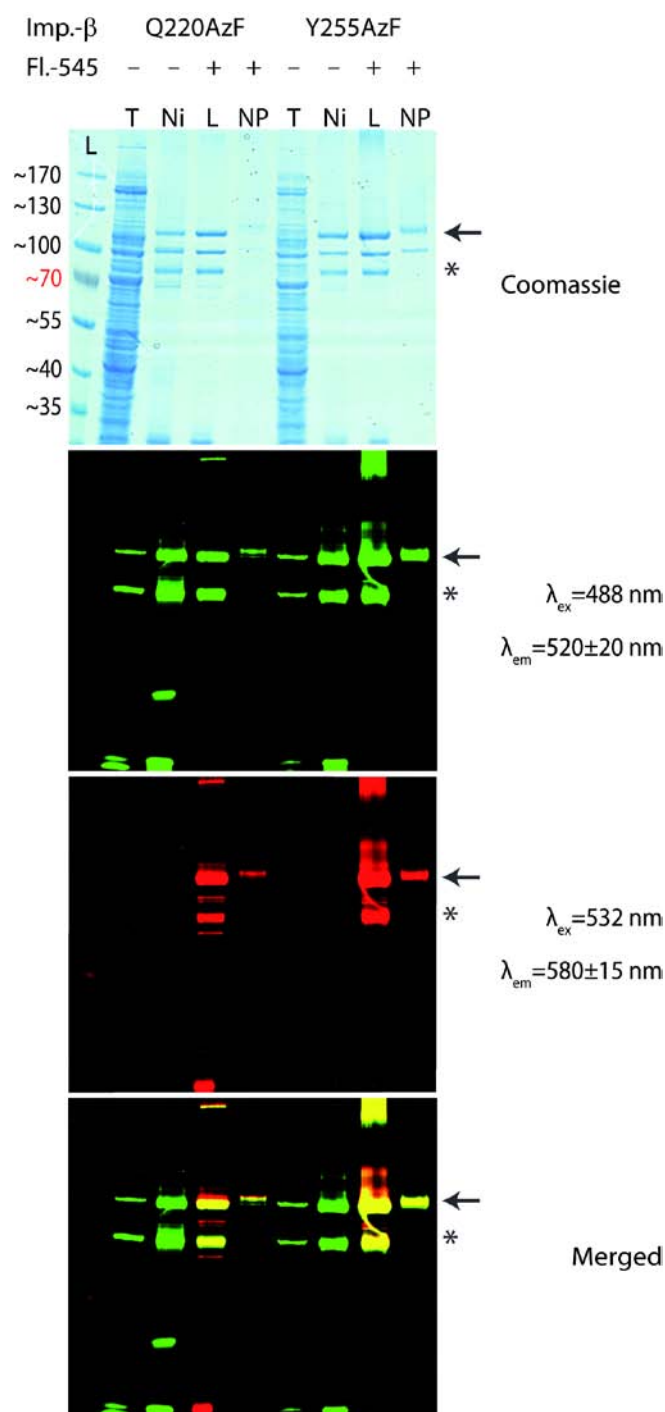 Imp.-β Q220AzF Y255AzF
Fl.-545 – – + + – – + +
T Ni L NP T Ni L NP
L
~170
~130
~100
~70
~55
~40
~35
*
Coomassie
*
λex=488 nm
λem=520±20 nm
*
λex=532 nm
λem=580±15 nm
*
Merged